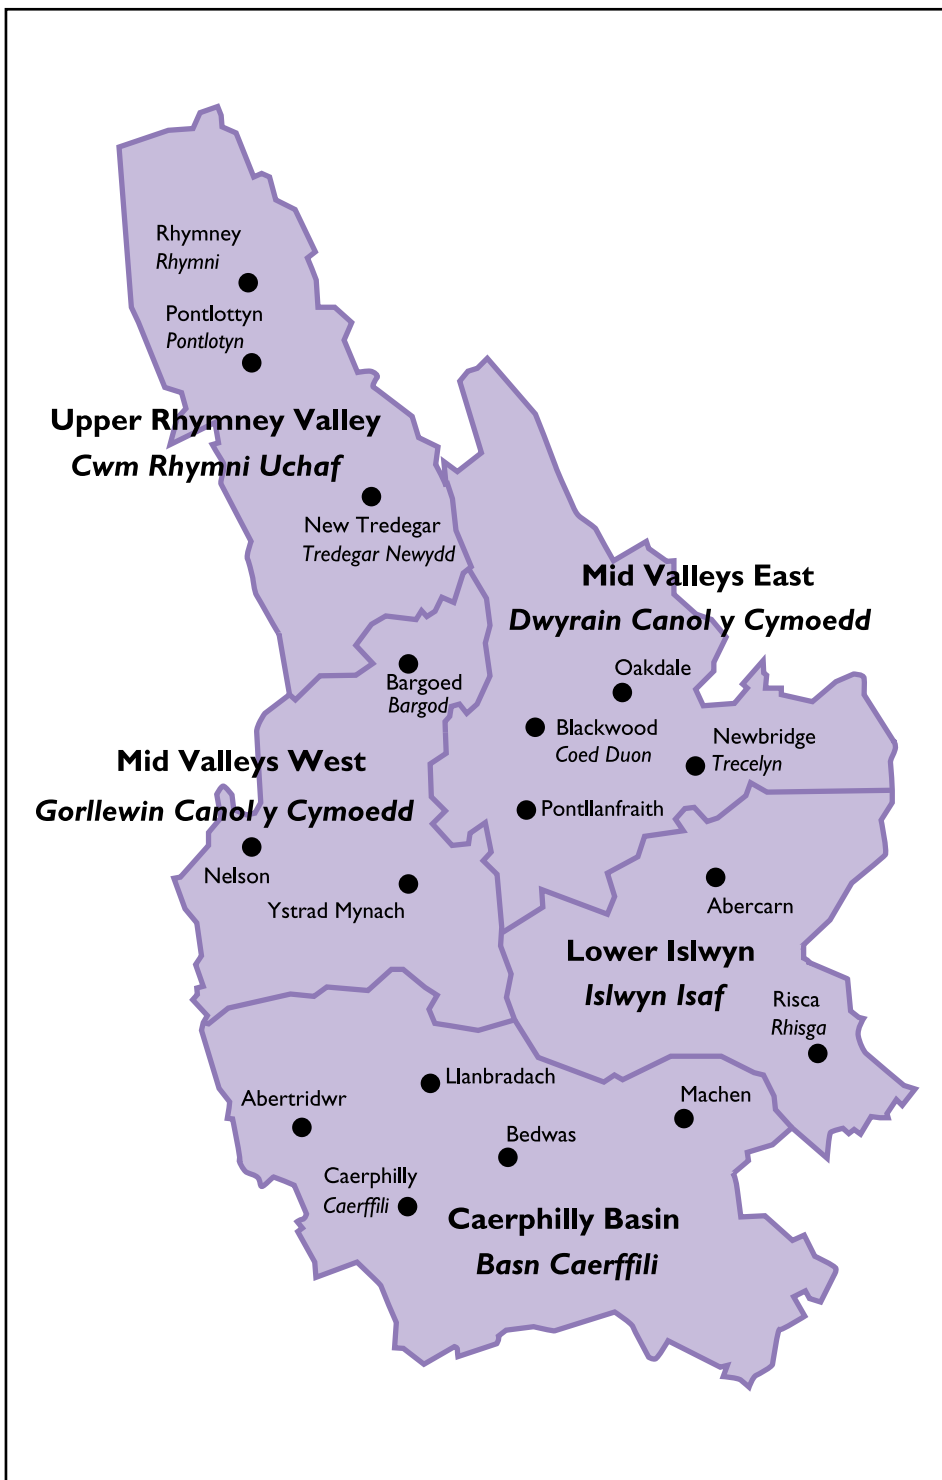 Rhymney
Rhymni
Pontlottyn
Pontlotyn
Upper Rhymney Valley
Cwm Rhymni Uchaf
New Tredegar
Tredegar Newydd
Mid Valleys East
Dwyrain Canol y Cymoedd
Oakdale
Bargoed
Bargod
Blackwood
Coed Duon
Newbridge
Trecelyn
Mid Valleys West
Gorllewin Canol y Cymoedd
Pontllanfraith
Nelson
Ystrad Mynach
Abercarn
Lower Islwyn
Islwyn Isaf
Risca
Rhisga
Llanbradach
Abertridwr
Machen
Bedwas
Caerphilly
Caerffili
Caerphilly Basin
Basn Caerffili